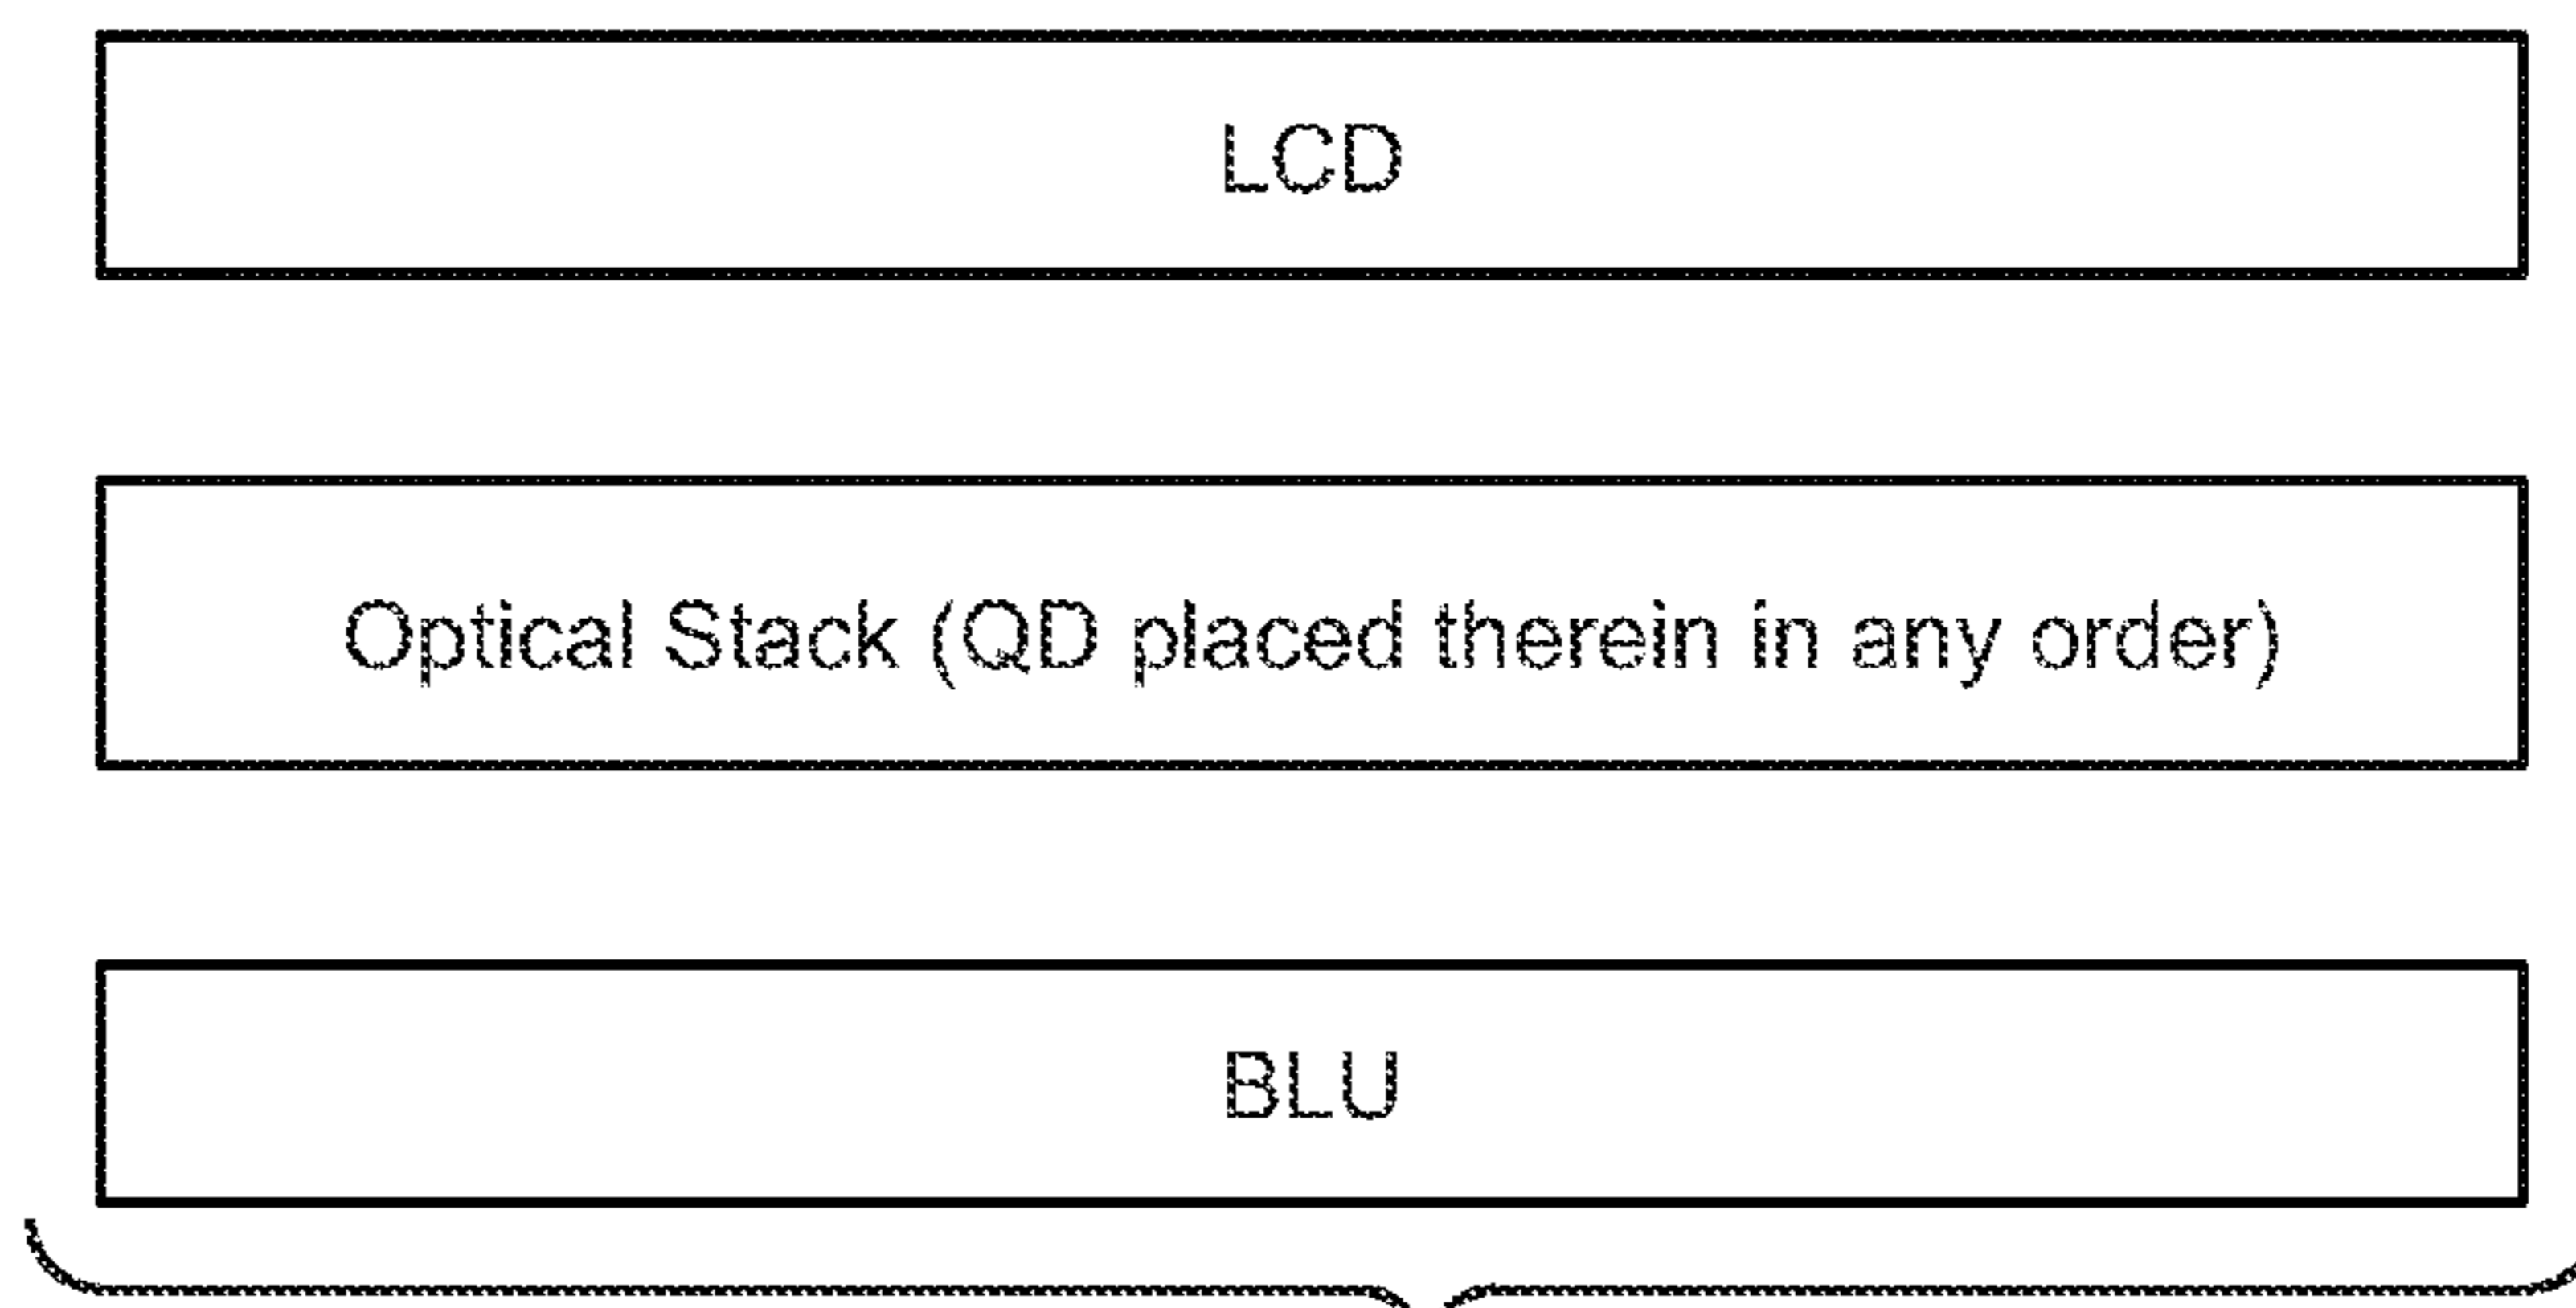 LCD
Optical Stack (QD placed therein in any order)
BLU